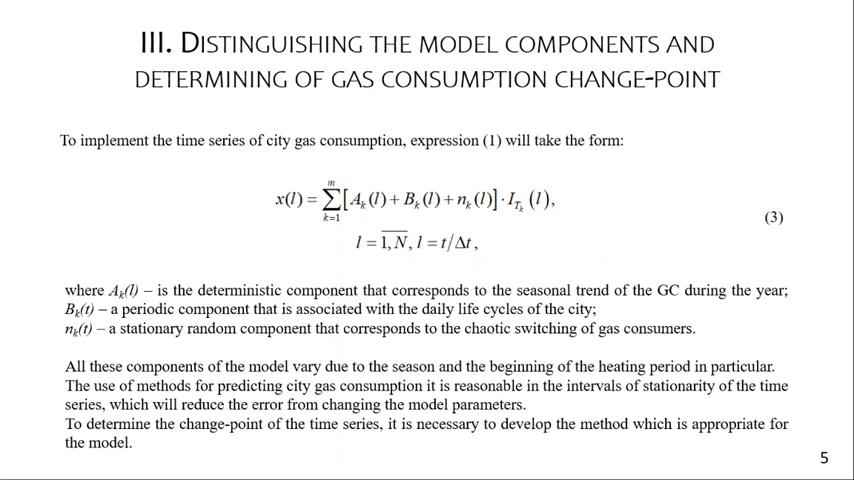 III. DISTINGUISHING THE MODEL COMPONENTS AND
DETERMINING OF GAS CONSUMPTION CHANGE-POINT
To implement the time series of city gas consumption, expression (1) will take the form:
x(l) = ∑_{k=1}^{m} [A_k(l) + B_k(l) + n_k(l)] · I_{T_k}(l),
(3)
l = \overline{1, N}, l = t/Δt,
where A_k(l) – is the deterministic component that corresponds to the seasonal trend of the GC during the year;
B_k(t) – a periodic component that is associated with the daily life cycles of the city;
n_k(t) – a stationary random component that corresponds to the chaotic switching of gas consumers.
All these components of the model vary due to the season and the beginning of the heating period in particular.
The use of methods for predicting city gas consumption it is reasonable in the intervals of stationarity of the time
series, which will reduce the error from changing the model parameters.
To determine the change-point of the time series, it is necessary to develop the method which is appropriate for
the model.
5